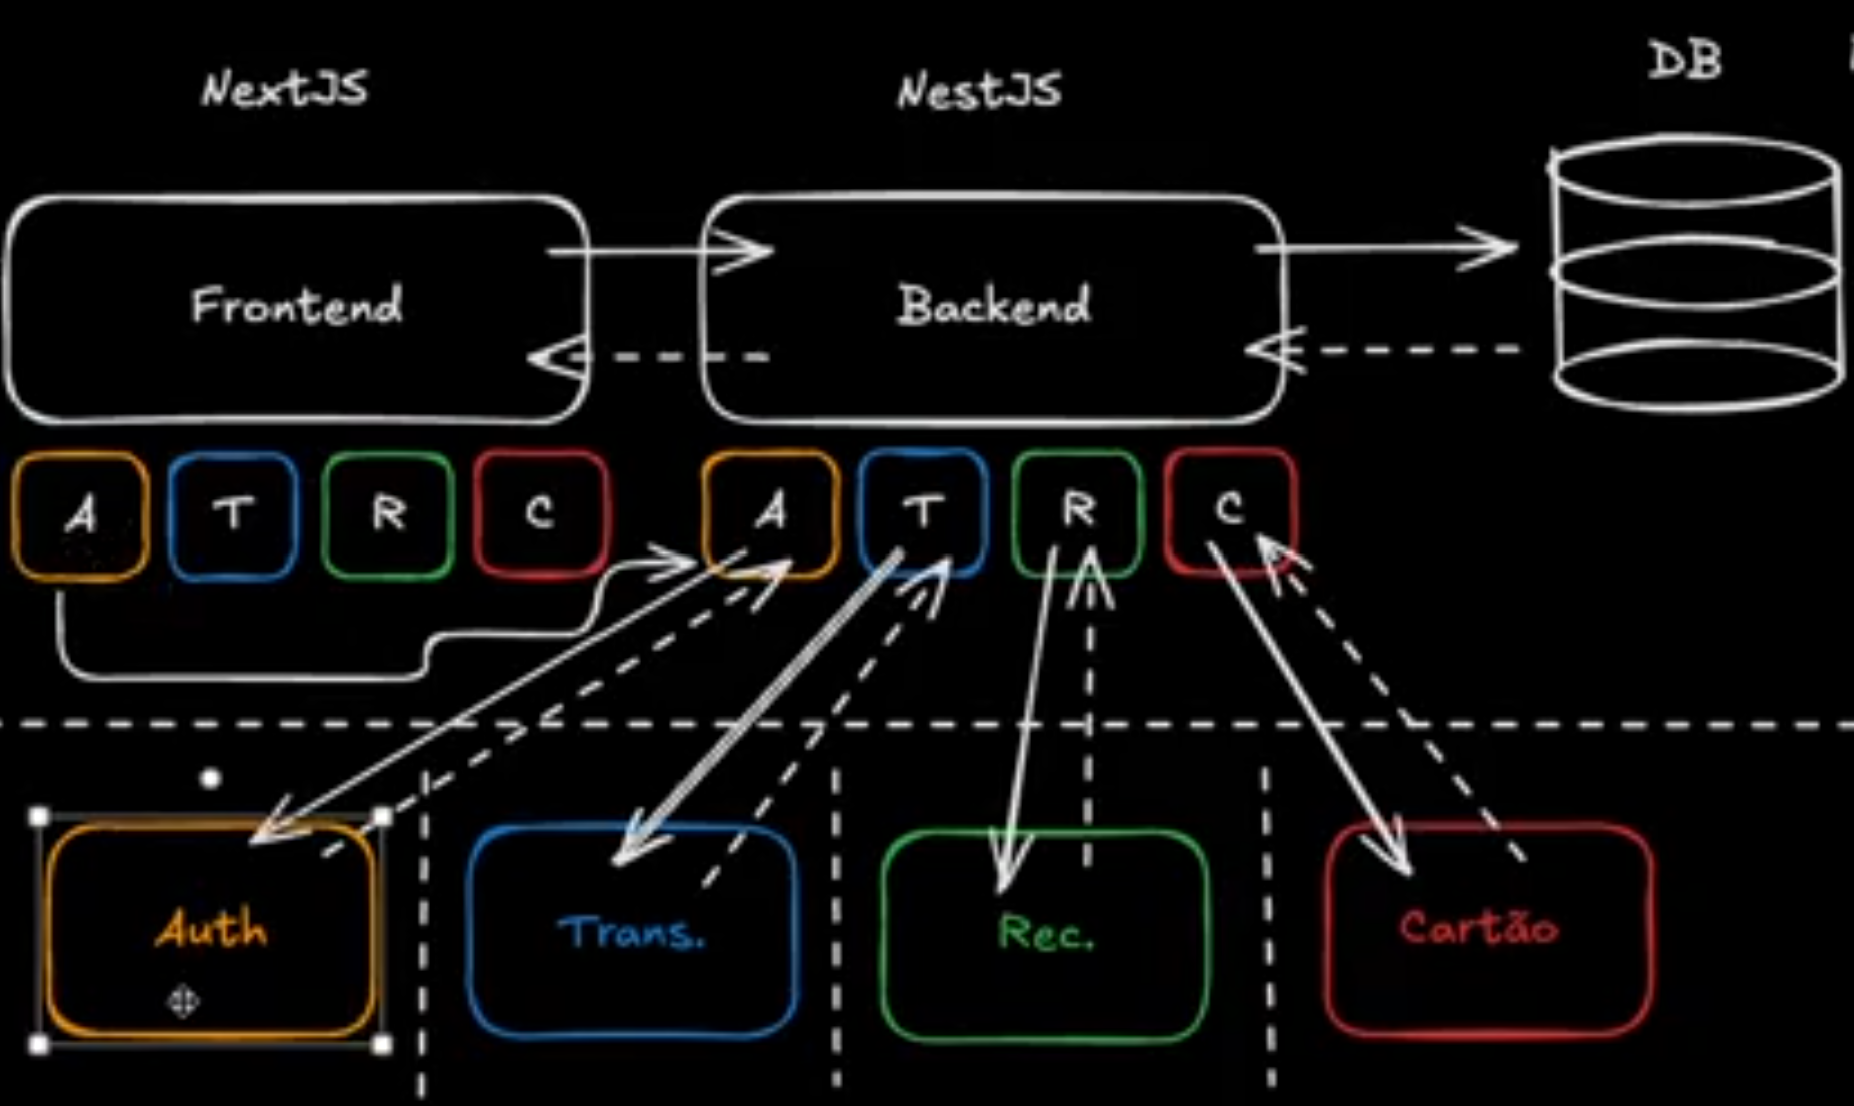 NextJS
NestJS
DB
Frontend
Backend
A T R C
A T R C
Auth
Trans.
Rec.
Cartão